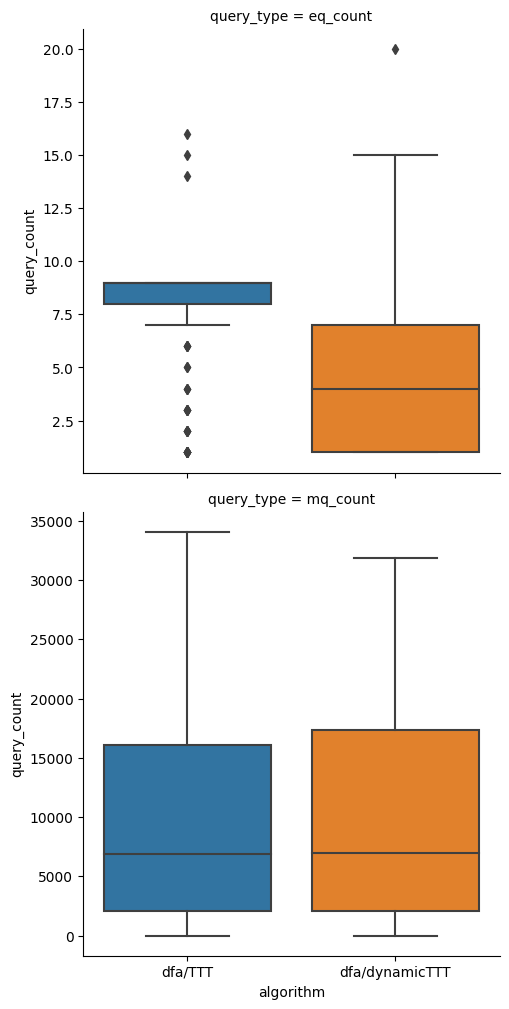 query_type = eq_count
20.0
17.5
15.0
12.5
10.0
7.5
5.0
2.5
query_count
query_type = mq_count
35000
30000
25000
20000
15000
10000
5000
0
query_count
dfa/TTT
dfa/dynamicTTT
algorithm